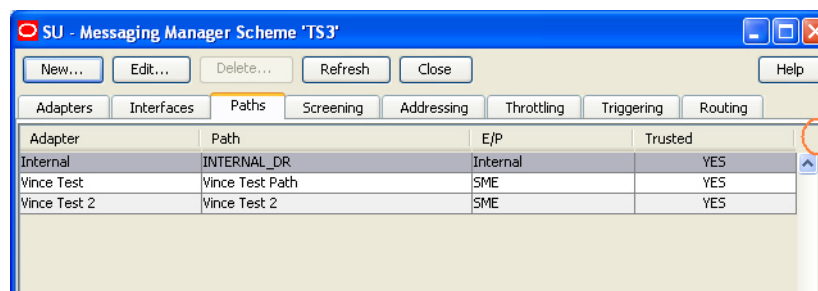 SU - Messaging Manager Scheme 'TS3'
New... Edit... Delete... Refresh Close Help
Adapters Interfaces Paths Screening Addressing Throttling Triggering Routing
Adapter Path E/P Trusted
Internal INTERNAL_DR Internal YES
Vince Test Vince Test Path SME YES
Vince Test 2 Vince Test 2 SME YES